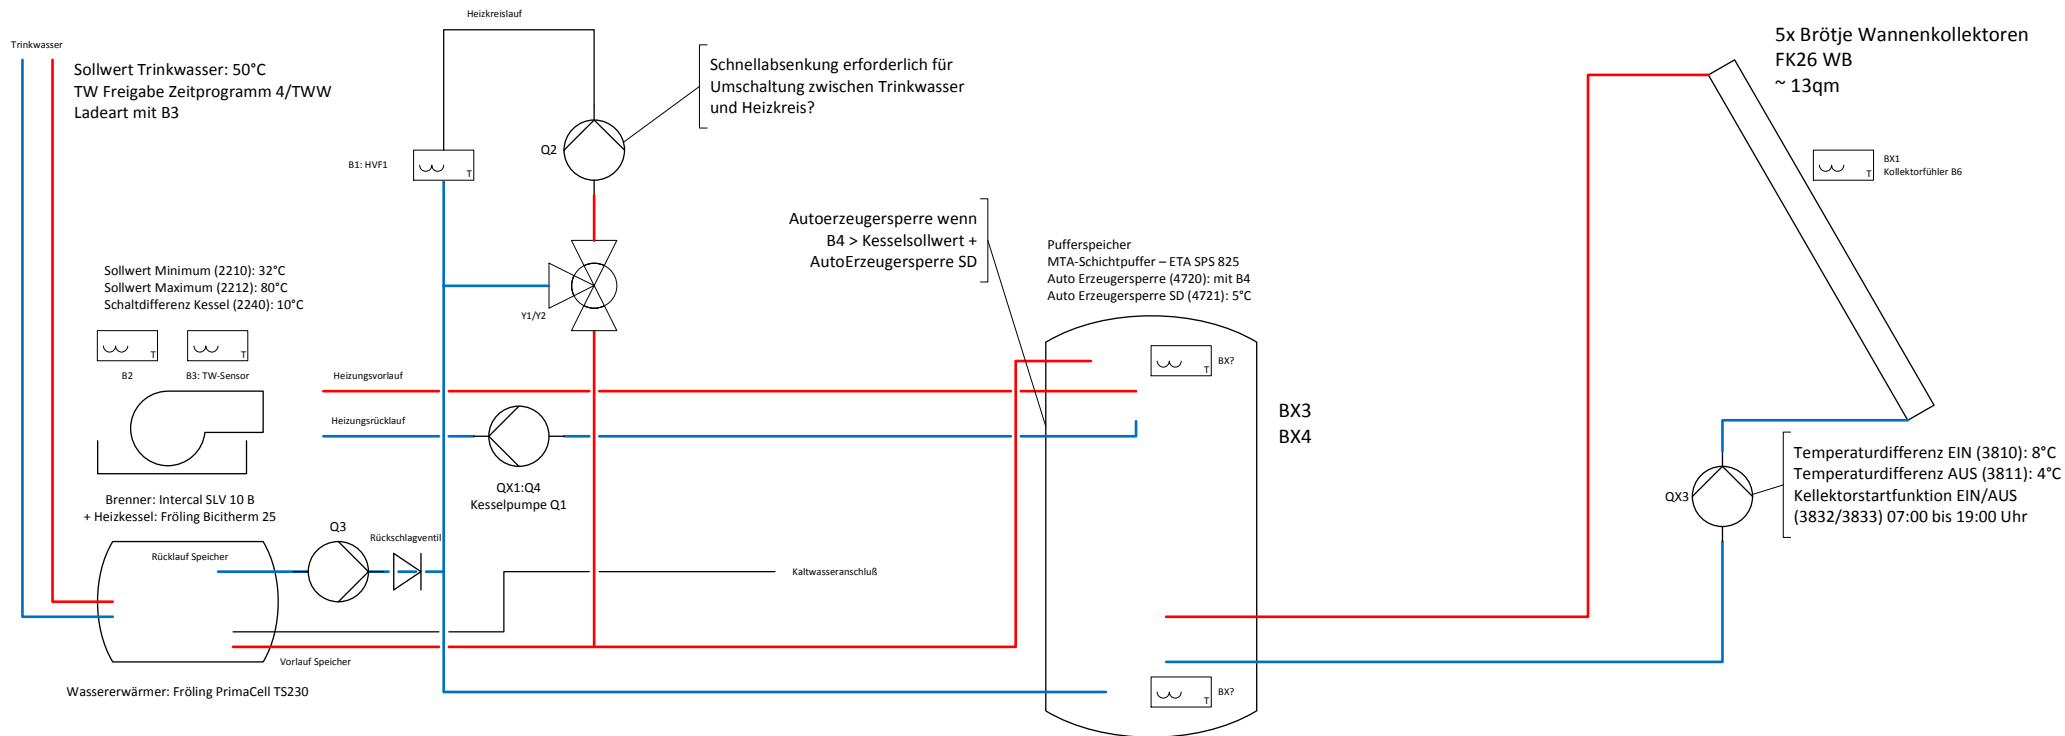 Heizkreislauf
Trinkwasser
Sollwert Trinkwasser: 50°C
TW Freigabe Zeitprogramm 4/TWW
Ladeart mit B3
Schnellabsenkung erforderlich für
Umschaltung zwischen Trinkwasser
und Heizkreis?
5x Brötje Wannenkollektoren
FK26 WB
~ 13qm
Q2
B1: HVF1
T
T
BX1
Kollektorfühler B6
Autoerzeugersperre wenn
B4 > Kesselsollwert +
AutoErzeugersperre SD
Pufferspeicher
MTA-Schichtpuffer – ETA SPS 825
Auto Erzeugersperre (4720): mit B4
Auto Erzeugersperre SD (4721): 5°C
Sollwert Minimum (2210): 32°C
Sollwert Maximum (2212): 80°C
Schaltdifferenz Kessel (2240): 10°C
Y1/Y2
T
T
B2
B3: TW-Sensor
T
BX?
Heizungsvorlauf
Heizungsrücklauf
BX3
BX4
Temperaturdifferenz EIN (3810): 8°C
Temperaturdifferenz AUS (3811): 4°C
Kellektorstartfunktion EIN/AUS
(3832/3833) 07:00 bis 19:00 Uhr
QX3
QX1:Q4
Kesselpumpe Q1
Brenner: Intercal SLV 10 B
+ Heizkessel: Fröling Bicitherm 25
Q3
Rückschlagventil
Rücklauf Speicher
Kaltwasseranschluß
Vorlauf Speicher
Wassererwärmer: Fröling PrimaCell TS230
T
BX?